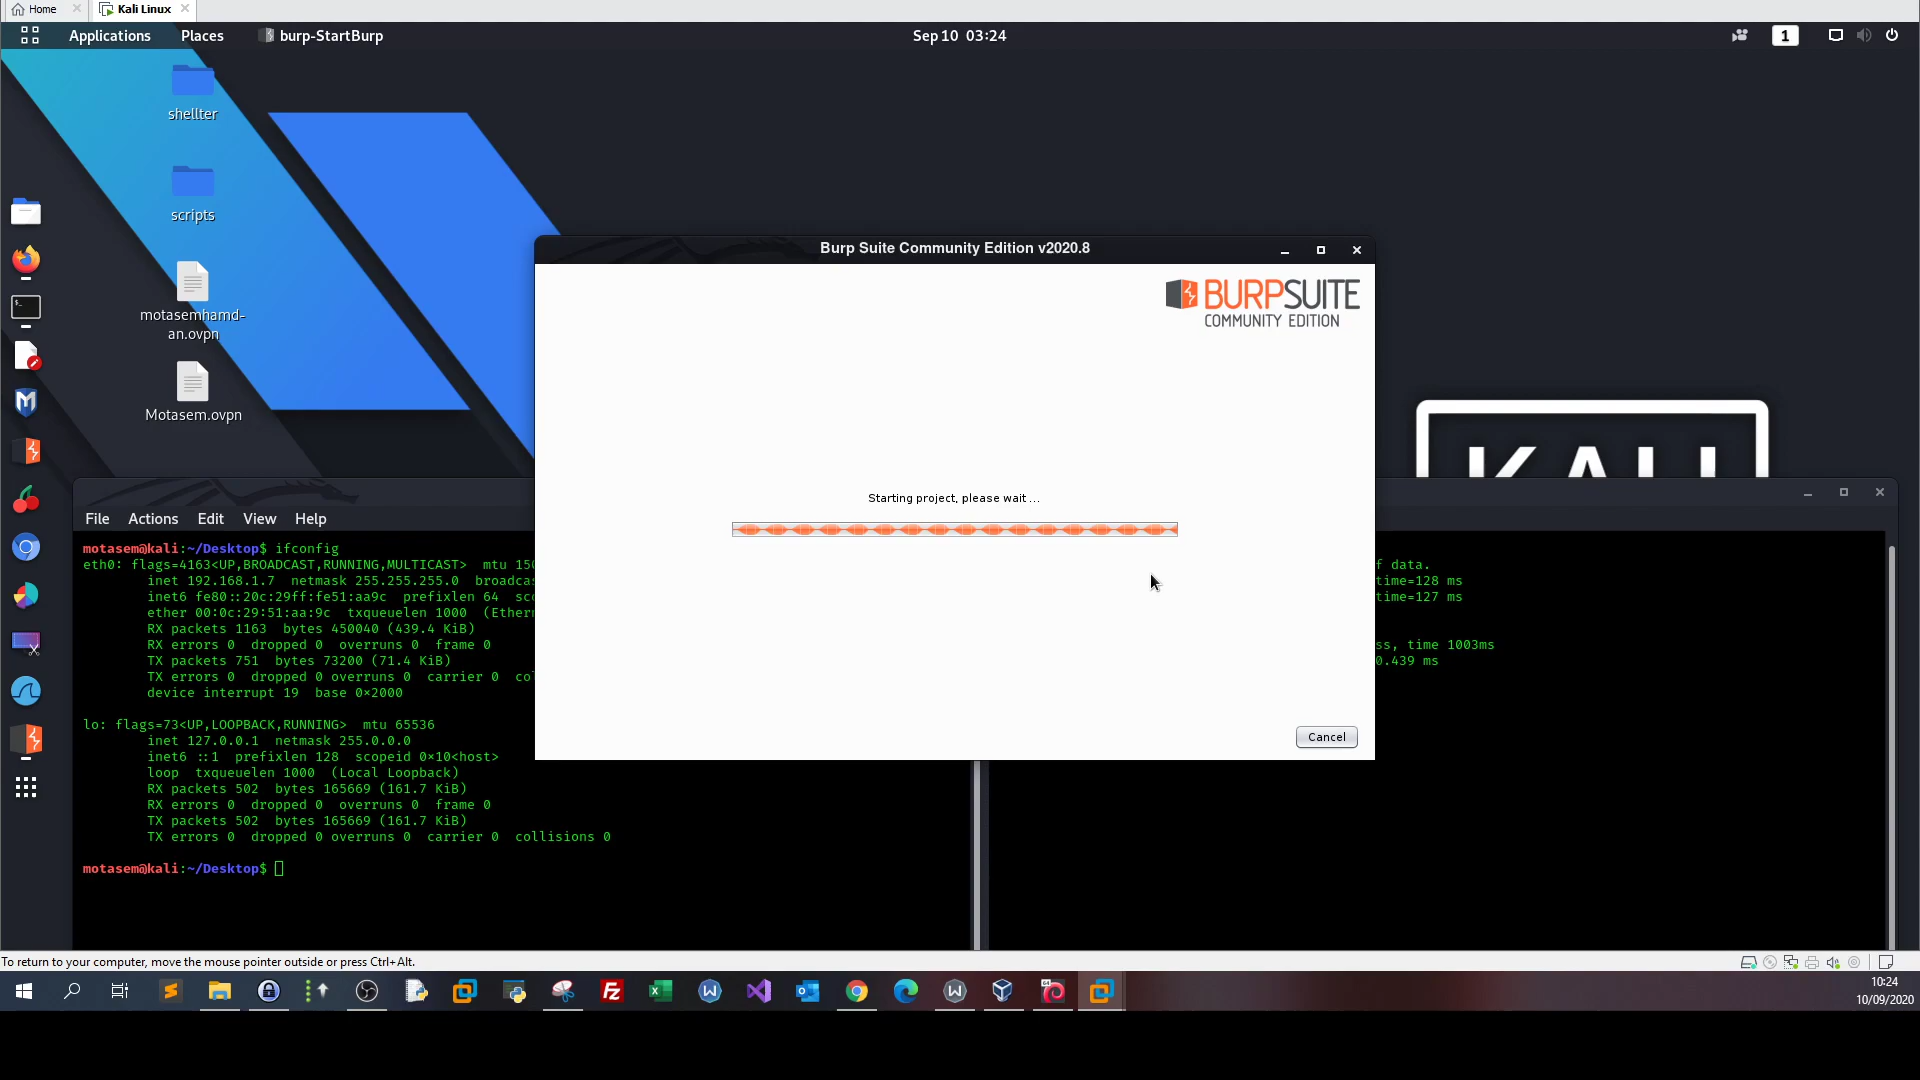 Home
Kali Linux
Applications
Places
burp-StartBurp
Sep 10 03:24
1
shellter
scripts
motasemhamd-
an.ovpn
Motasem.ovpn
Burp Suite Community Edition v2020.8
BURPSUITE
COMMUNITY EDITION
Starting project, please wait ...
Cancel
KALI
File Actions Edit View Help
motasem@kali:~/Desktop$ ifconfig
eth0: flags=4163<UP,BROADCAST,RUNNING,MULTICAST> mtu 150
inet 192.168.1.7 netmask 255.255.255.0 broadcas
inet6 fe80::20c:29ff:fe51:aa9c prefixlen 64 sco
ether 00:0c:29:51:aa:9c txqueuelen 1000 (Ether
RX packets 1163 bytes 450040 (439.4 KiB)
RX errors 0 dropped 0 overruns 0 frame 0
TX packets 751 bytes 73200 (71.4 KiB)
TX errors 0 dropped 0 overruns 0 carrier 0 col
device interrupt 19 base 0×2000
lo: flags=73<UP,LOOPBACK,RUNNING> mtu 65536
inet 127.0.0.1 netmask 255.0.0.0
inet6 ::1 prefixlen 128 scopeid 0×10<host>
loop txqueuelen 1000 (Local Loopback)
RX packets 502 bytes 165669 (161.7 KiB)
RX errors 0 dropped 0 overruns 0 frame 0
TX packets 502 bytes 165669 (161.7 KiB)
TX errors 0 dropped 0 overruns 0 carrier 0 collisions 0
motasem@kali:~/Desktop$
f data.
time=128 ms
time=127 ms
ss, time 1003ms
0.439 ms
To return to your computer, move the mouse pointer outside or press Ctrl+Alt.
10:24
10/09/2020